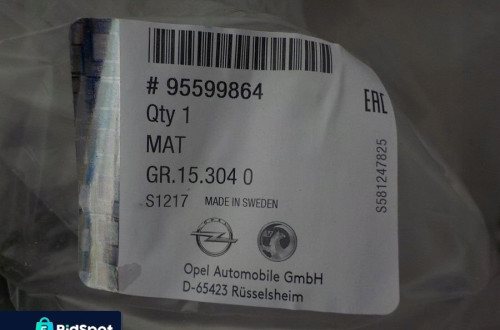 # 95599864
Qty 1
MAT
GR.15.304 0
S1217 MADE IN SWEDEN
EAC
S581247825
OPEL
Opel Automobile GmbH
D-65423 Rüsselsheim
BidSpot